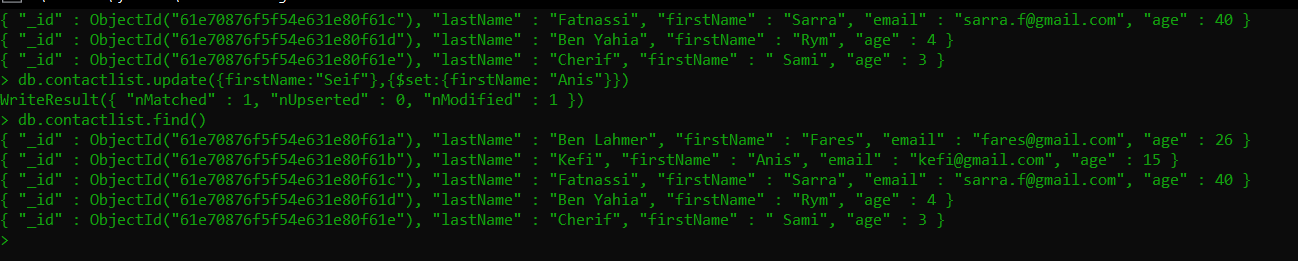 { "_id" : ObjectId("61e70876f5f54e631e80f61c"), "lastName" : "Fatnassi", "firstName" : "Sarra", "email" : "sarra.f@gmail.com", "age" : 40 }
{ "_id" : ObjectId("61e70876f5f54e631e80f61d"), "lastName" : "Ben Yahia", "firstName" : "Rym", "age" : 4 }
{ "_id" : ObjectId("61e70876f5f54e631e80f61e"), "lastName" : "Cherif", "firstName" : " Sami", "age" : 3 }
> db.contactlist.update({firstName:"Seif"},{$set:{firstName: "Anis"}})
WriteResult({ "nMatched" : 1, "nUpserted" : 0, "nModified" : 1 })
> db.contactlist.find()
{ "_id" : ObjectId("61e70876f5f54e631e80f61a"), "lastName" : "Ben Lahmer", "firstName" : "Fares", "email" : "fares@gmail.com", "age" : 26 }
{ "_id" : ObjectId("61e70876f5f54e631e80f61b"), "lastName" : "Kefi", "firstName" : "Anis", "email" : "kefi@gmail.com", "age" : 15 }
{ "_id" : ObjectId("61e70876f5f54e631e80f61c"), "lastName" : "Fatnassi", "firstName" : "Sarra", "email" : "sarra.f@gmail.com", "age" : 40 }
{ "_id" : ObjectId("61e70876f5f54e631e80f61d"), "lastName" : "Ben Yahia", "firstName" : "Rym", "age" : 4 }
{ "_id" : ObjectId("61e70876f5f54e631e80f61e"), "lastName" : "Cherif", "firstName" : " Sami", "age" : 3 }
>